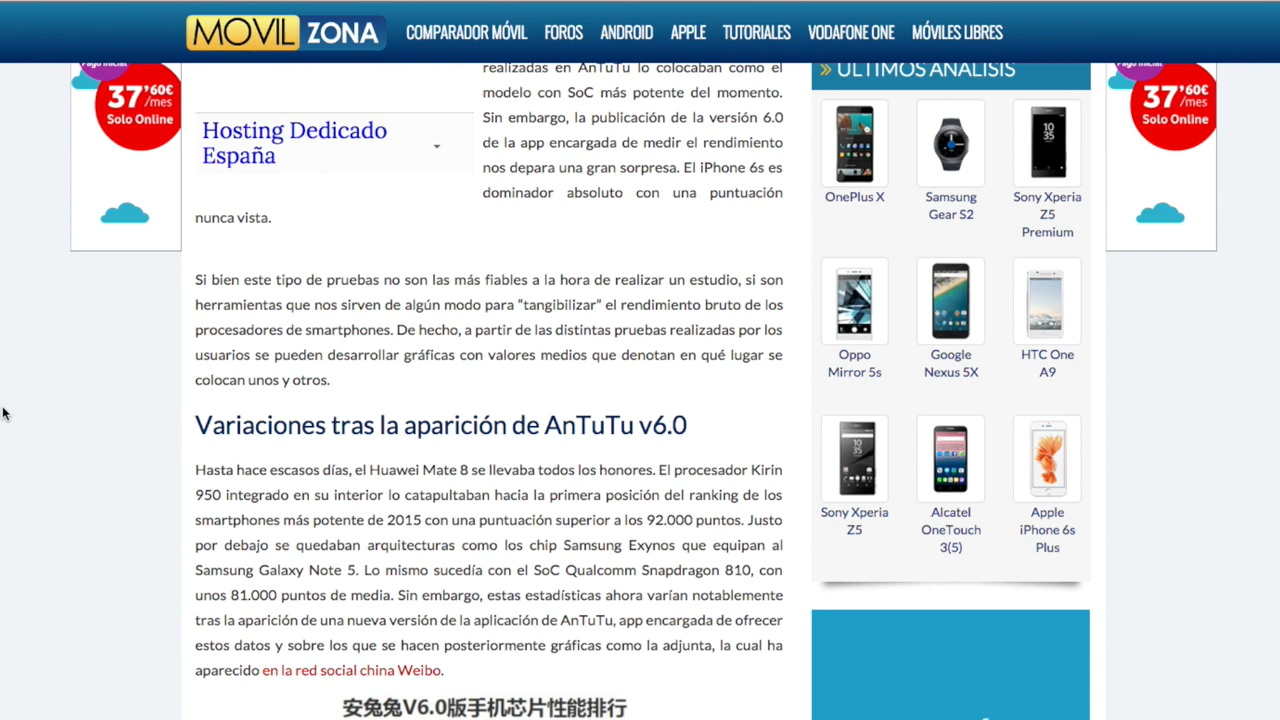 MOVIL ZONA
COMPARADOR MÓVIL
FOROS
ANDROID
APPLE
TUTORIALES
VODAFONE ONE
MÓVILES LIBRES
Pago inicial
37'60€
/mes
Solo Online
Hosting Dedicado
España
realizadas en AnTuTu lo colocaban como el
modelo con SoC más potente del momento.
Sin embargo, la publicación de la versión 6.0
de la app encargada de medir el rendimiento
nos depara una gran sorpresa. El iPhone 6s es
dominador absoluto con una puntuación
nunca vista.
Si bien este tipo de pruebas no son las más fiables a la hora de realizar un estudio, si son
herramientas que nos sirven de algún modo para “tangibilizar” el rendimiento bruto de los
procesadores de smartphones. De hecho, a partir de las distintas pruebas realizadas por los
usuarios se pueden desarrollar gráficas con valores medios que denotan en qué lugar se
colocan unos y otros.
Variaciones tras la aparición de AnTuTu v6.0
Hasta hace escasos días, el Huawei Mate 8 se llevaba todos los honores. El procesador Kirin
950 integrado en su interior lo catapultaban hacia la primera posición del ranking de los
smartphones más potente de 2015 con una puntuación superior a los 92.000 puntos. Justo
por debajo se quedaban arquitecturas como los chip Samsung Exynos que equipan al
Samsung Galaxy Note 5. Lo mismo sucedía con el SoC Qualcomm Snapdragon 810, con
unos 81.000 puntos de media. Sin embargo, estas estadísticas ahora varían notablemente
tras la aparición de una nueva versión de la aplicación de AnTuTu, app encargada de ofrecer
estos datos y sobre los que se hacen posteriormente gráficas como la adjunta, la cual ha
aparecido en la red social china Weibo.
安兔兔V6.0版手机芯片性能排行
» ÚLTIMOS ANÁLISIS
OnePlus X
Samsung
Gear S2
Sony Xperia
Z5
Premium
Oppo
Mirror 5s
Google
Nexus 5X
HTC One
A9
Sony Xperia
Z5
Alcatel
OneTouch
3(5)
Apple
iPhone 6s
Plus
Pago inicial
37'60€
/mes
Solo Online